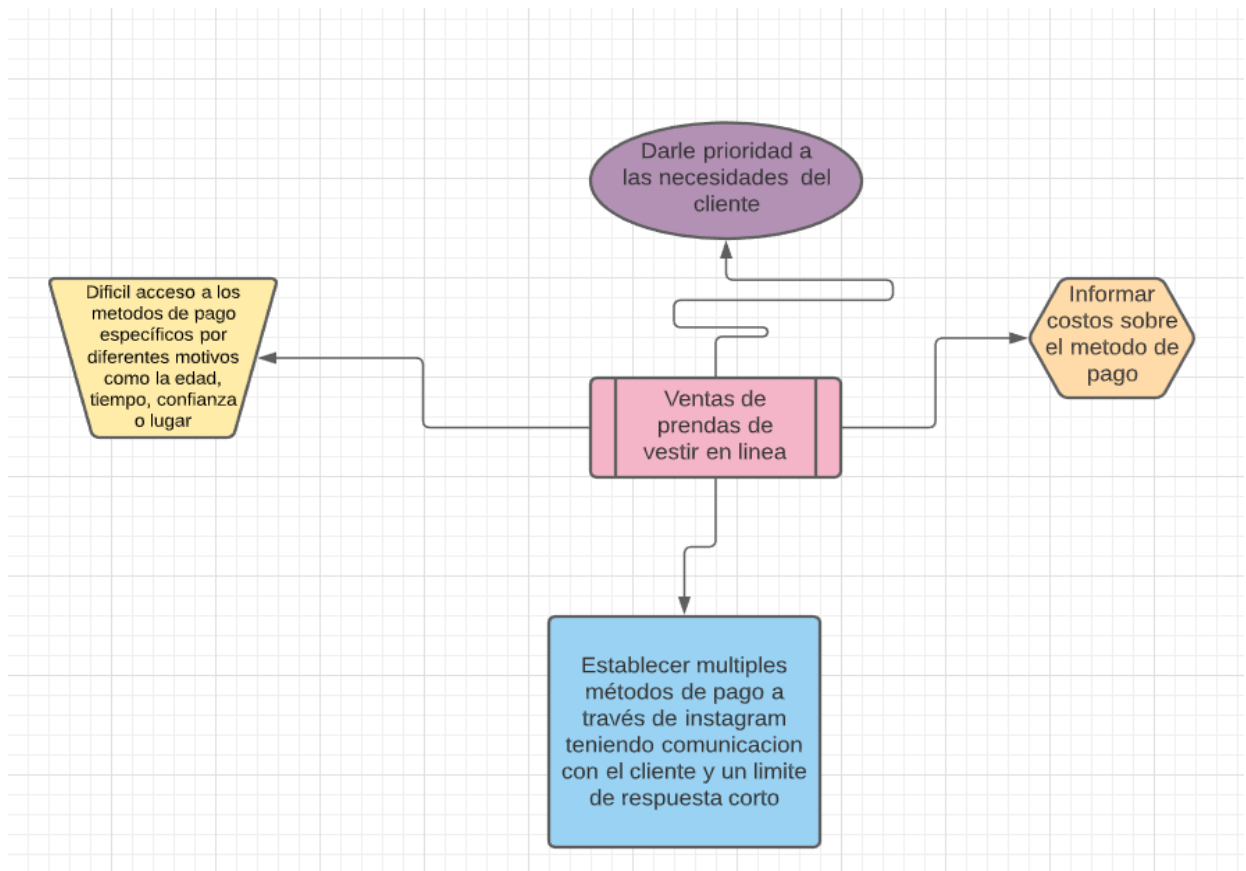 Darle prioridad a
las necesidades del
cliente
Dificil acceso a los
metodos de pago
específicos por
diferentes motivos
como la edad,
tiempo, confianza
o lugar
Informar
costos sobre
el metodo de
pago
Ventas de
prendas de
vestir en linea
Establecer multiples
métodos de pago a
través de instagram
teniendo comunicacion
con el cliente y un limite
de respuesta corto